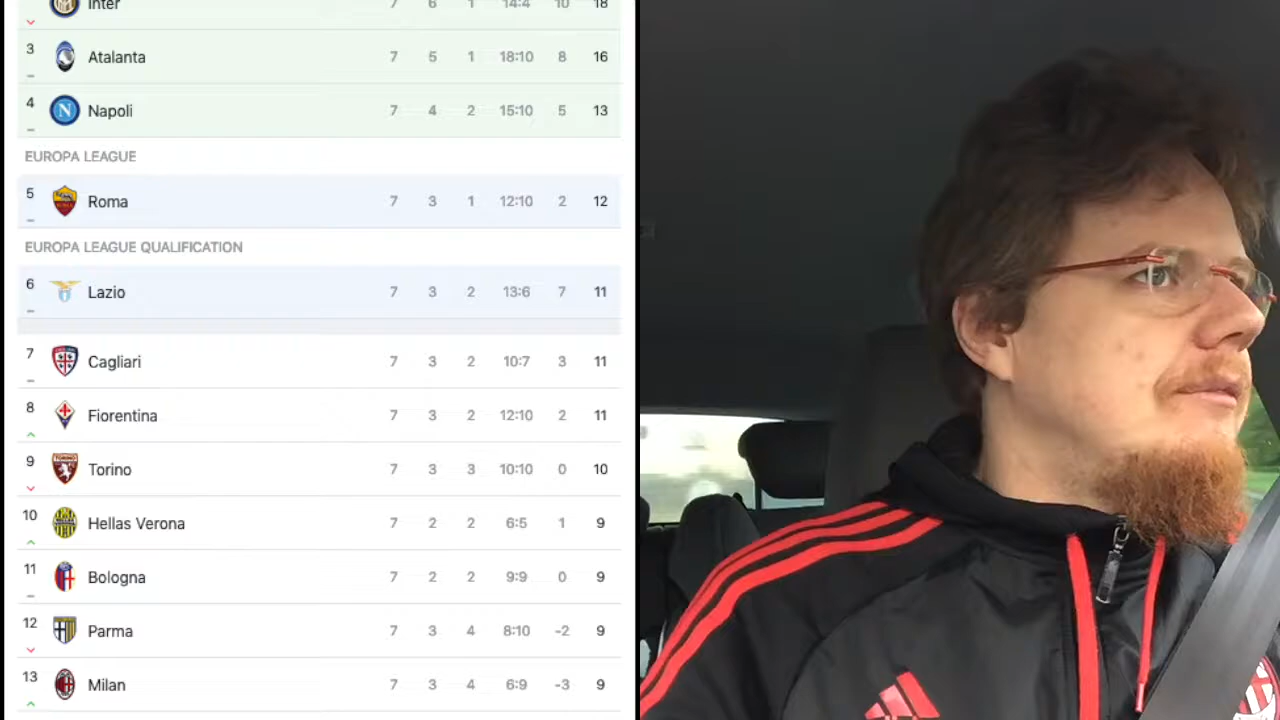 Inter 7 6 1 14:4 10 18
3 Atalanta 7 5 1 18:10 8 16
4 Napoli 7 4 2 15:10 5 13
EUROPA LEAGUE
5 Roma 7 3 1 12:10 2 12
EUROPA LEAGUE QUALIFICATION
6 Lazio 7 3 2 13:6 7 11
7 Cagliari 7 3 2 10:7 3 11
8 Fiorentina 7 3 2 12:10 2 11
9 Torino 7 3 3 10:10 0 10
10 Hellas Verona 7 2 2 6:5 1 9
11 Bologna 7 2 2 9:9 0 9
12 Parma 7 3 4 8:10 -2 9
13 Milan 7 3 4 6:9 -3 9